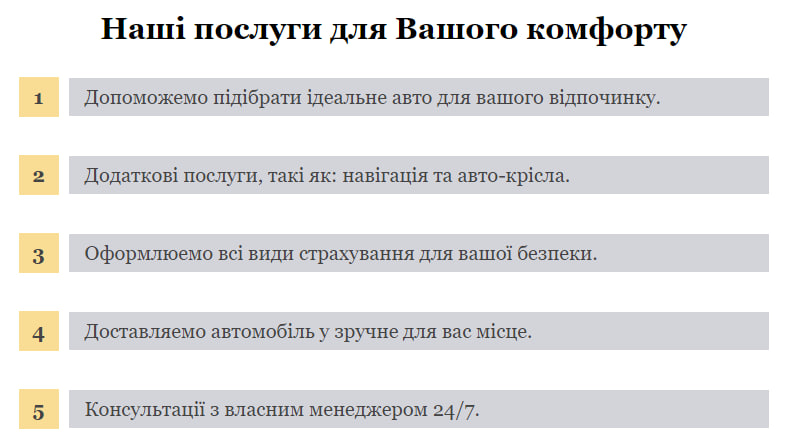 Наші послуги для Вашого комфорту
1 Допоможемо підібрати ідеальне авто для вашого відпочинку.
2 Додаткові послуги, такі як: навігація та авто-крісла.
3 Оформлюемо всі види страхування для вашої безпеки.
4 Доставляемо автомобіль у зручне для вас місце.
5 Консультації з власним менеджером 24/7.